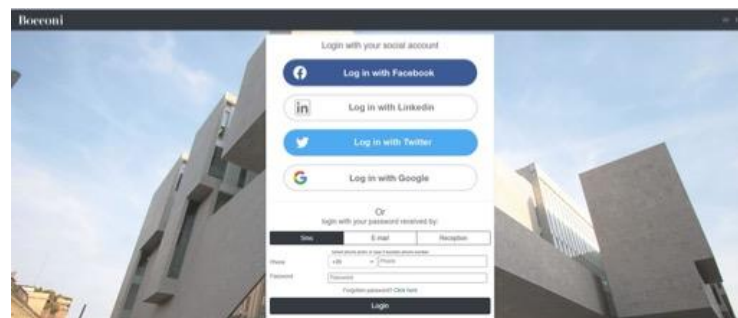 Bocconi
Login with your social account
Log in with Facebook
in Log in with Linkedin
Log in with Twitter
G Log in with Google
Or
login with your password received by:
Sms E-mail Reception
Phone +39 Phone
Password Password
Forgotten password? Click here
Login